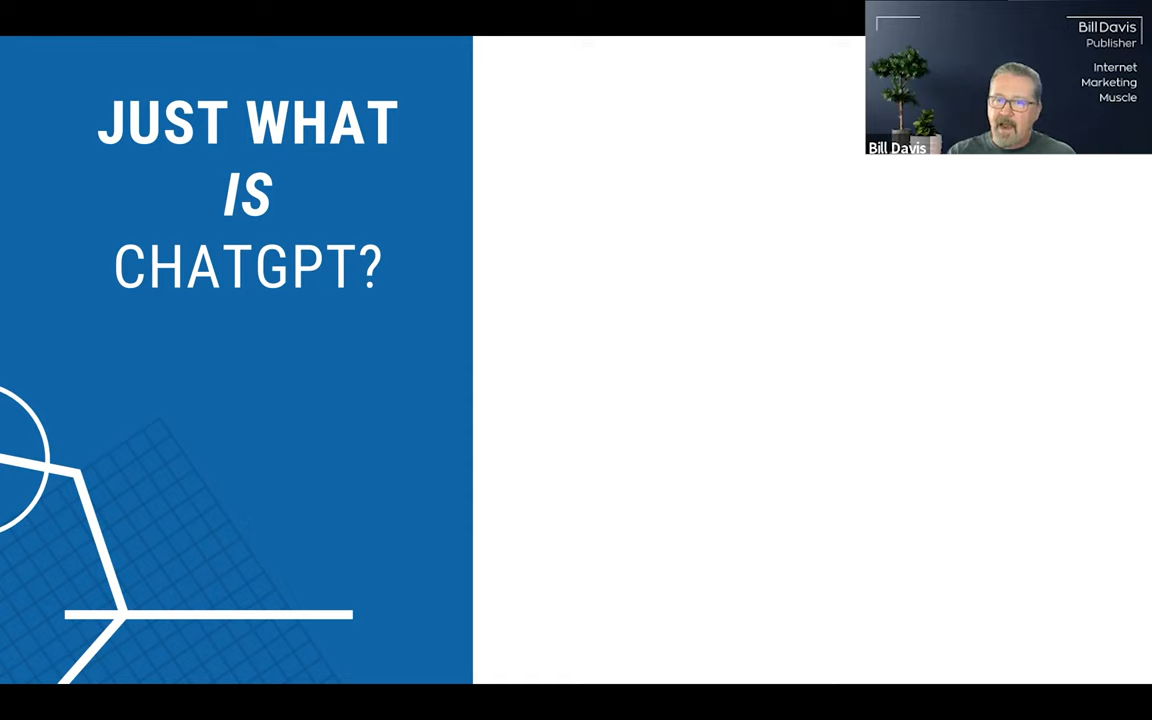 JUST WHAT
IS
CHATGPT?
Bill Davis
Publisher
Internet
Marketing
Muscle
Bill Davis